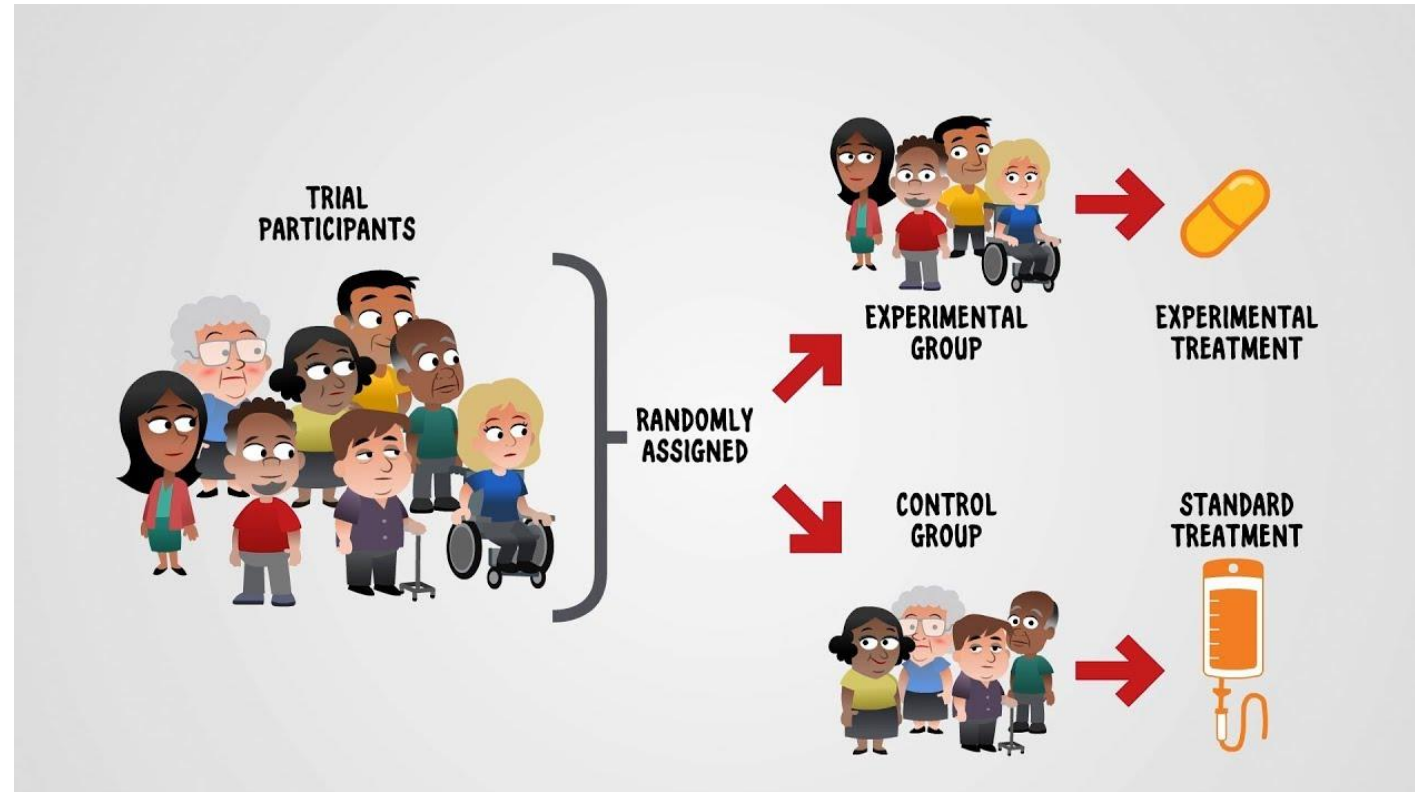 TRIAL
PARTICIPANTS
RANDOMLY
ASSIGNED
EXPERIMENTAL
GROUP
EXPERIMENTAL
TREATMENT
CONTROL
GROUP
STANDARD
TREATMENT